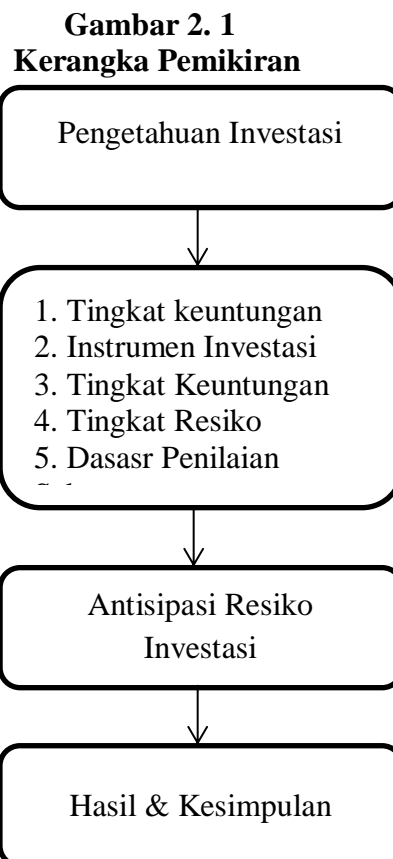 Gambar 2. 1
Kerangka Pemikiran
Pengetahuan Investasi
1. Tingkat keuntungan
2. Instrumen Investasi
3. Tingkat Keuntungan
4. Tingkat Resiko
5. Dasasr Penilaian
Antisipasi Resiko
Investasi
Hasil & Kesimpulan